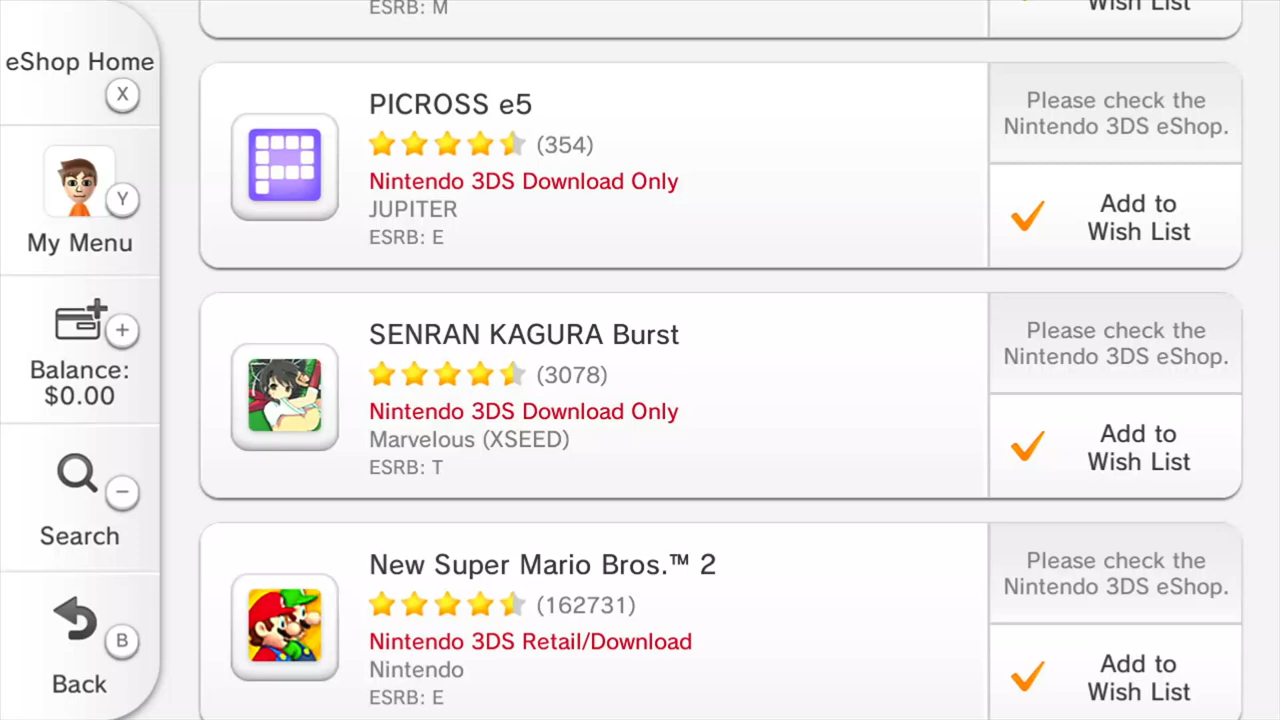 eShop Home
X
Y
My Menu
+
Balance:
$0.00
−
Search
B
Back
ESRB: M
Wish List
PICROSS e5
(354)
Nintendo 3DS Download Only
JUPITER
ESRB: E
Please check the
Nintendo 3DS eShop.
Add to
Wish List
SENRAN KAGURA Burst
(3078)
Nintendo 3DS Download Only
Marvelous (XSEED)
ESRB: T
Please check the
Nintendo 3DS eShop.
Add to
Wish List
New Super Mario Bros.™ 2
(162731)
Nintendo 3DS Retail/Download
Nintendo
ESRB: E
Please check the
Nintendo 3DS eShop.
Add to
Wish List